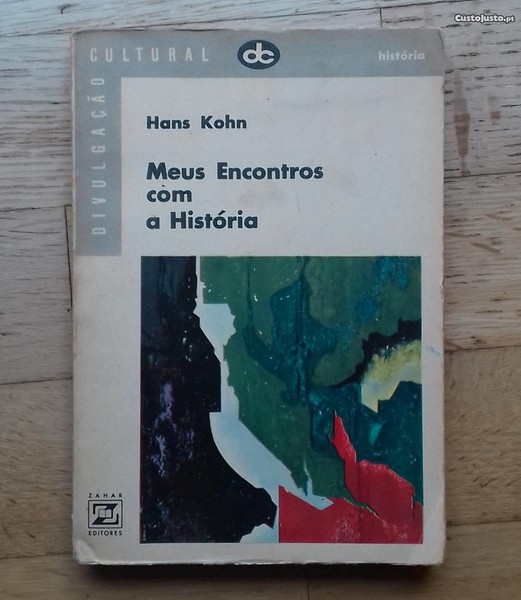 CustoJusto.pt
DIVULGAÇÃO
CULTURAL
dc
história
Hans Kohn
Meus Encontros
com
a História
ZAHAR
EDITORES